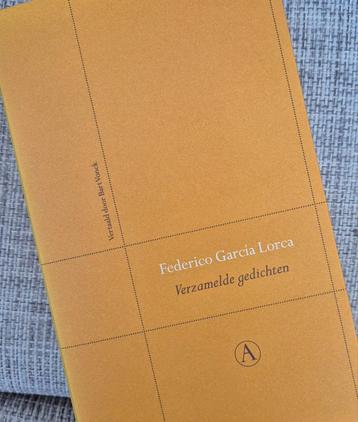 Vertaald door Bart Vonck
Federico García Lorca
Verzamelde gedichten
A